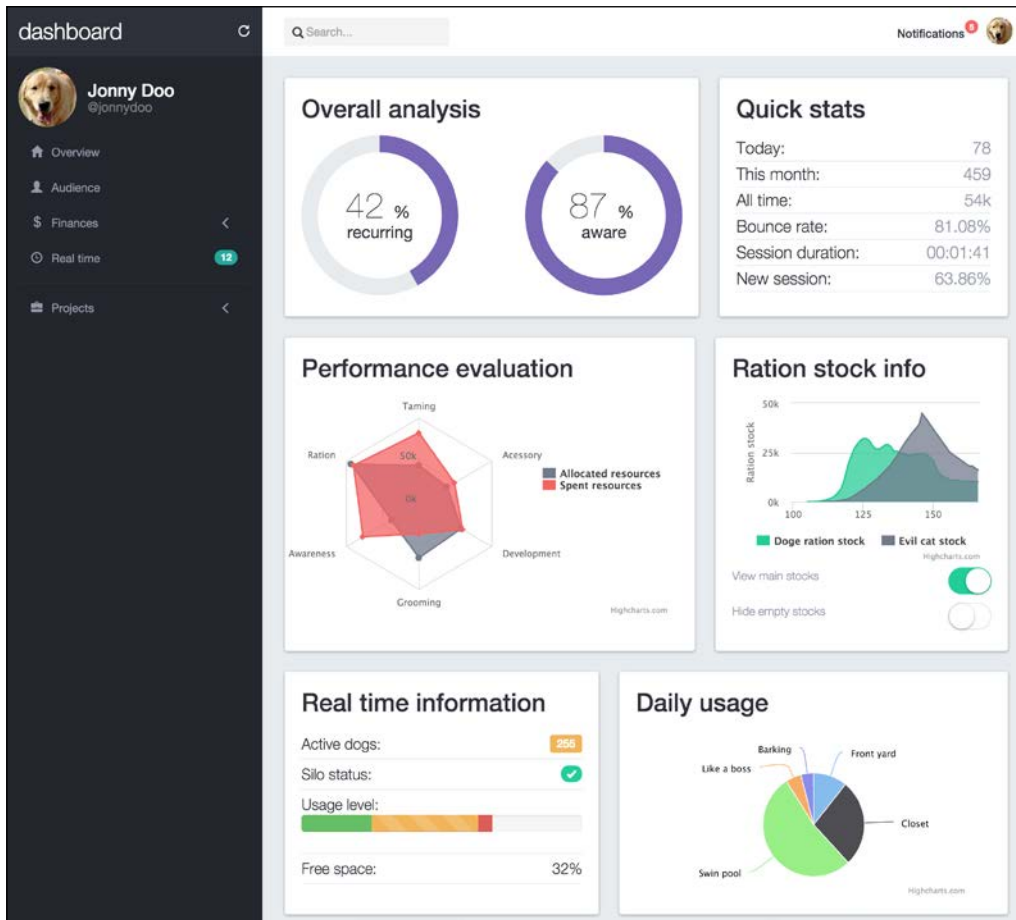 dashboard
Search...
Notifications 5
Jonny Doo
@jonnydoo
Overview
Audience
$ Finances
Real time 12
Projects
Overall analysis
42 %
recurring
87 %
aware
Quick stats
Today: 78
This month: 459
All time: 54k
Bounce rate: 81.08%
Session duration: 00:01:41
New session: 63.86%
Performance evaluation
Taming
Ration
Acessory
50k
0k
Allocated resources
Spent resources
Awareness
Development
Grooming
Highcharts.com
Ration stock info
Ration stock
50k
25k
0k
100 125 150
Doge ration stock Evil cat stock
Highcharts.com
View main stocks
Hide empty stocks
Real time information
Active dogs: 256
Silo status:
Usage level:
Free space: 32%
Daily usage
Barking
Front yard
Like a boss
Closet
Swin pool
Highcharts.com